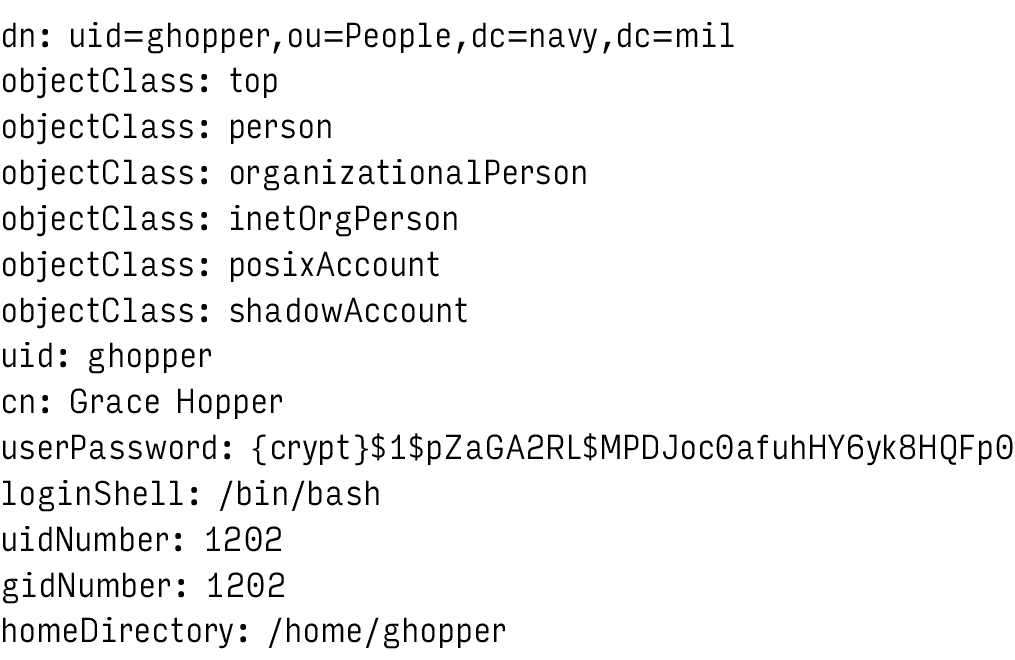 dn: uid=ghopper,ou=People,dc=navy,dc=mil
objectClass: top
objectClass: person
objectClass: organizationalPerson
objectClass: inetOrgPerson
objectClass: posixAccount
objectClass: shadowAccount
uid: ghopper
cn: Grace Hopper
userPassword: {crypt}$1$pZaGA2RL$MPDJoc0afuhHY6yk8HQFp0
loginShell: /bin/bash
uidNumber: 1202
gidNumber: 1202
homeDirectory: /home/ghopper